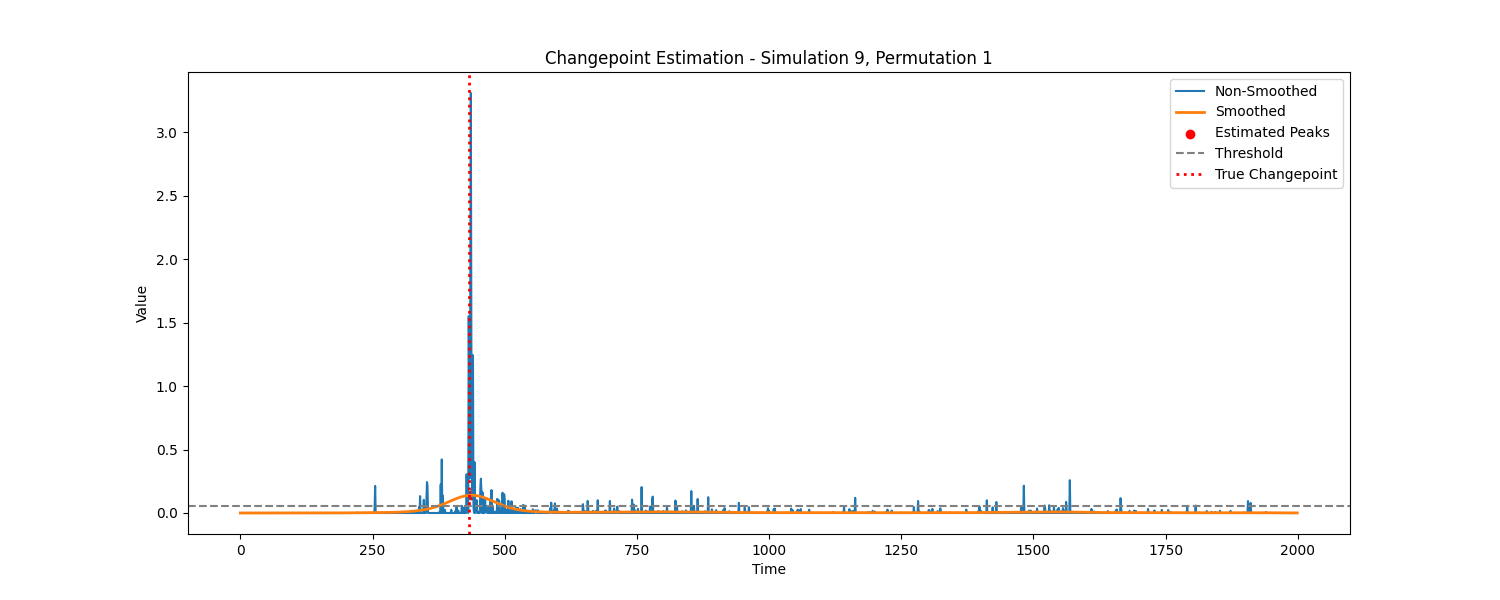 Changepoint Estimation - Simulation 9, Permutation 1
Non-Smoothed
Smoothed
Estimated Peaks
Threshold
True Changepoint
3.0
2.5
2.0
1.5
1.0
0.5
0.0
Value
0 250 500 750 1000 1250 1500 1750 2000
Time